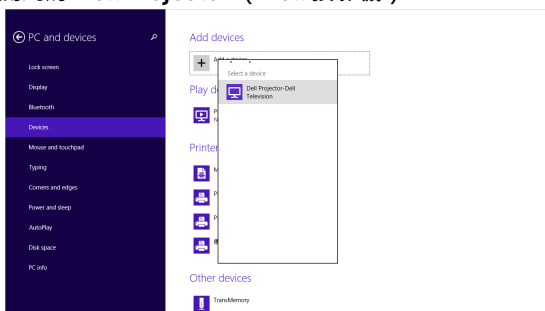 PC and devices
Lock screen
Display
Bluetooth
Devices
Mouse and touchpad
Typing
Corners and edges
Power and sleep
AutoPlay
Disk space
PC info
Add devices
Select a device
Dell Projector-Dell
Television
Play d
Printer
Other devices
TransMemory